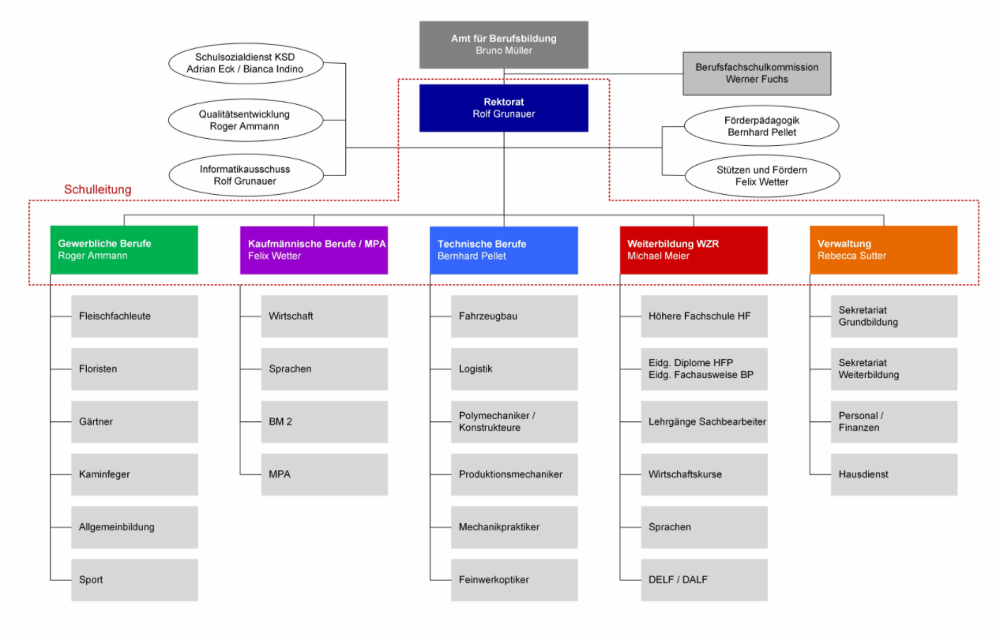 Amt für Berufsbildung
Bruno Müller
Schulsozialdienst KSD
Adrian Eck / Bianca Indino
Berufsfachschulkommission
Werner Fuchs
Rektorat
Rolf Grunauer
Qualitätsentwicklung
Roger Ammann
Förderpädagogik
Bernhard Pellet
Informatikausschuss
Rolf Grunauer
Stützen und Fördern
Felix Wetter
Schulleitung
Gewerbliche Berufe
Roger Ammann
Fleischfachleute
Floristen
Gärtner
Kaminfeger
Allgemeinbildung
Sport
Kaufmännische Berufe / MPA
Felix Wetter
Wirtschaft
Sprachen
BM 2
MPA
Technische Berufe
Bernhard Pellet
Fahrzeugbau
Logistik
Polymechaniker /
Konstrukteure
Produktionsmechaniker
Mechanikpraktiker
Feinwerkoptiker
Weiterbildung WZR
Michael Meier
Höhere Fachschule HF
Eidg. Diplome HFP
Eidg. Fachausweise BP
Lehrgänge Sachbearbeiter
Wirtschaftskurse
Sprachen
DELF / DALF
Verwaltung
Rebecca Sutter
Sekretariat
Grundbildung
Sekretariat
Weiterbildung
Personal /
Finanzen
Hausdienst